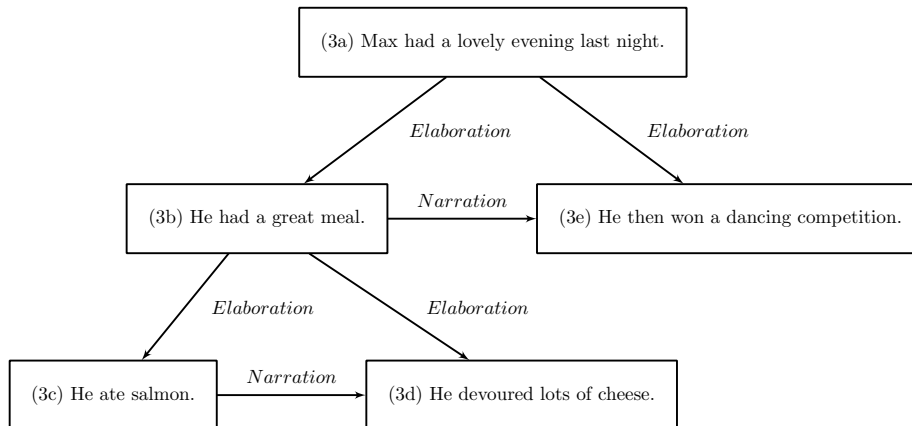 (3a) Max had a lovely evening last night.
Elaboration
Elaboration
(3b) He had a great meal.
Narration
(3e) He then won a dancing competition.
Elaboration
Elaboration
(3c) He ate salmon.
Narration
(3d) He devoured lots of cheese.